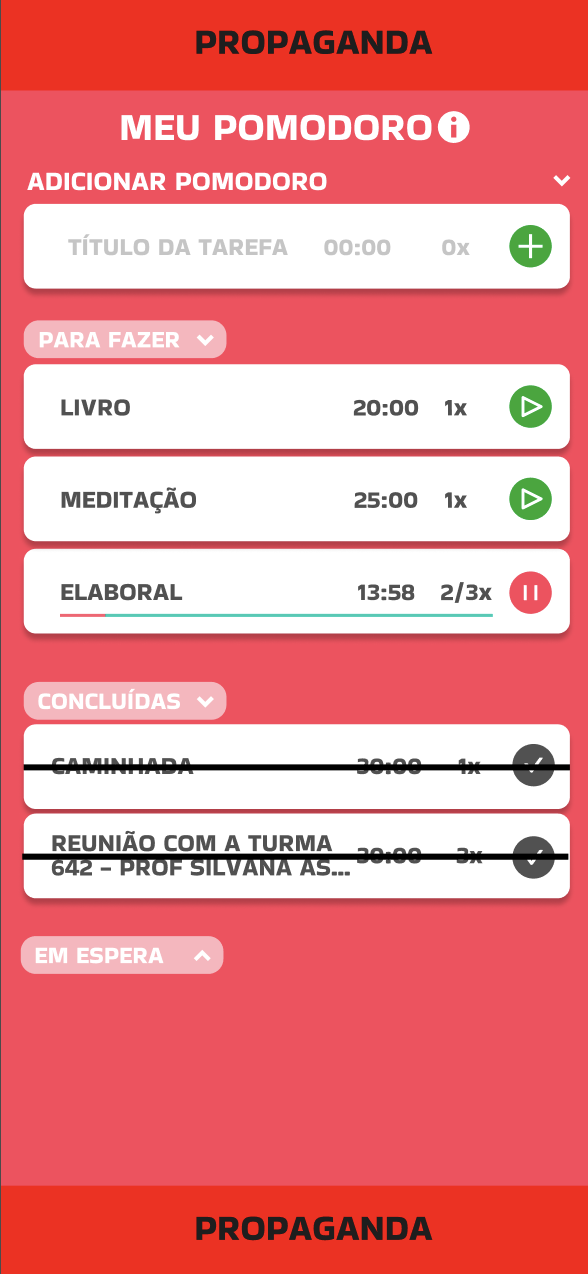 PROPAGANDA
MEU POMODORO i
ADICIONAR POMODORO
TÍTULO DA TAREFA 00:00 0x
PARA FAZER
LIVRO 20:00 1x
MEDITAÇÃO 25:00 1x
ELABORAL 13:58 2/3x
CONCLUÍDAS
CAMINHADA 30:00 1x
REUNIÃO COM A TURMA
642 – PROF SILVANA AS... 30:00 3x
EM ESPERA
PROPAGANDA